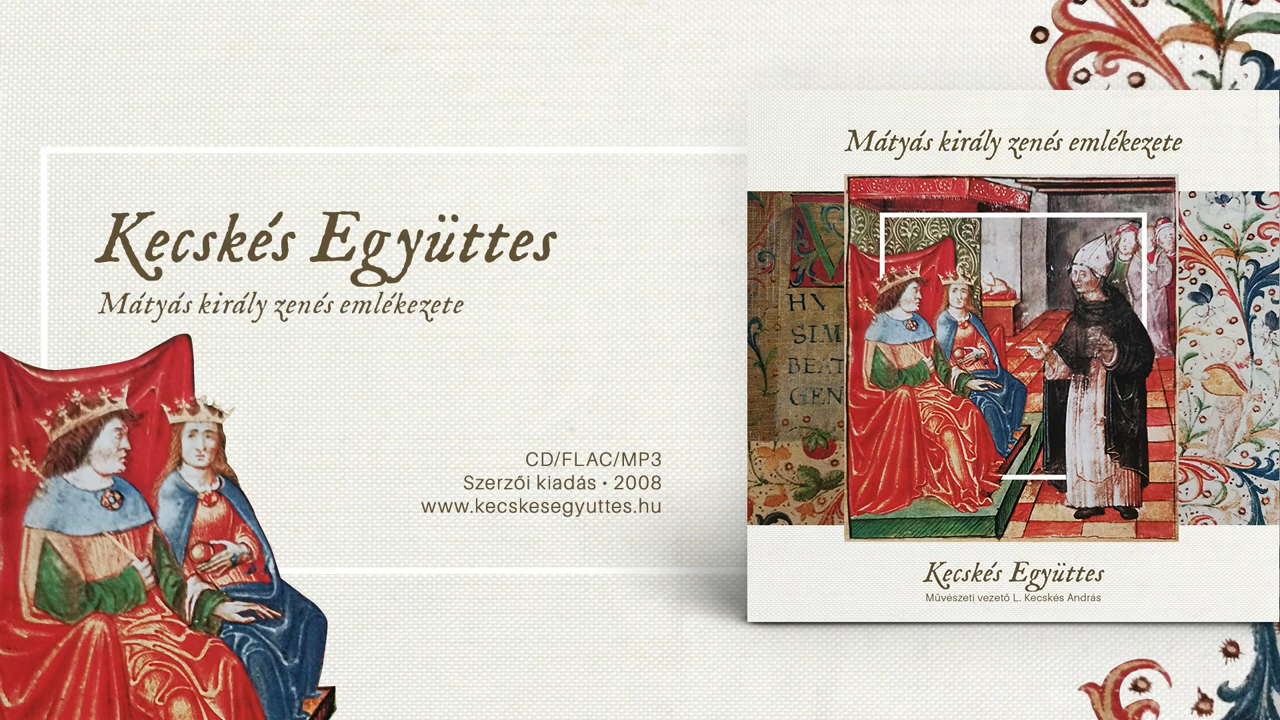 Kecskés Együttes
Mátyás király zenés emlékezete
CD/FLAC/MP3
Szerzői kiadás • 2008
www.kecskesegyuttes.hu
Mátyás király zenés emlékezete
HV
SIM
BEAT
GEN
Kecskés Együttes
Művészeti vezető L. Kecskés András